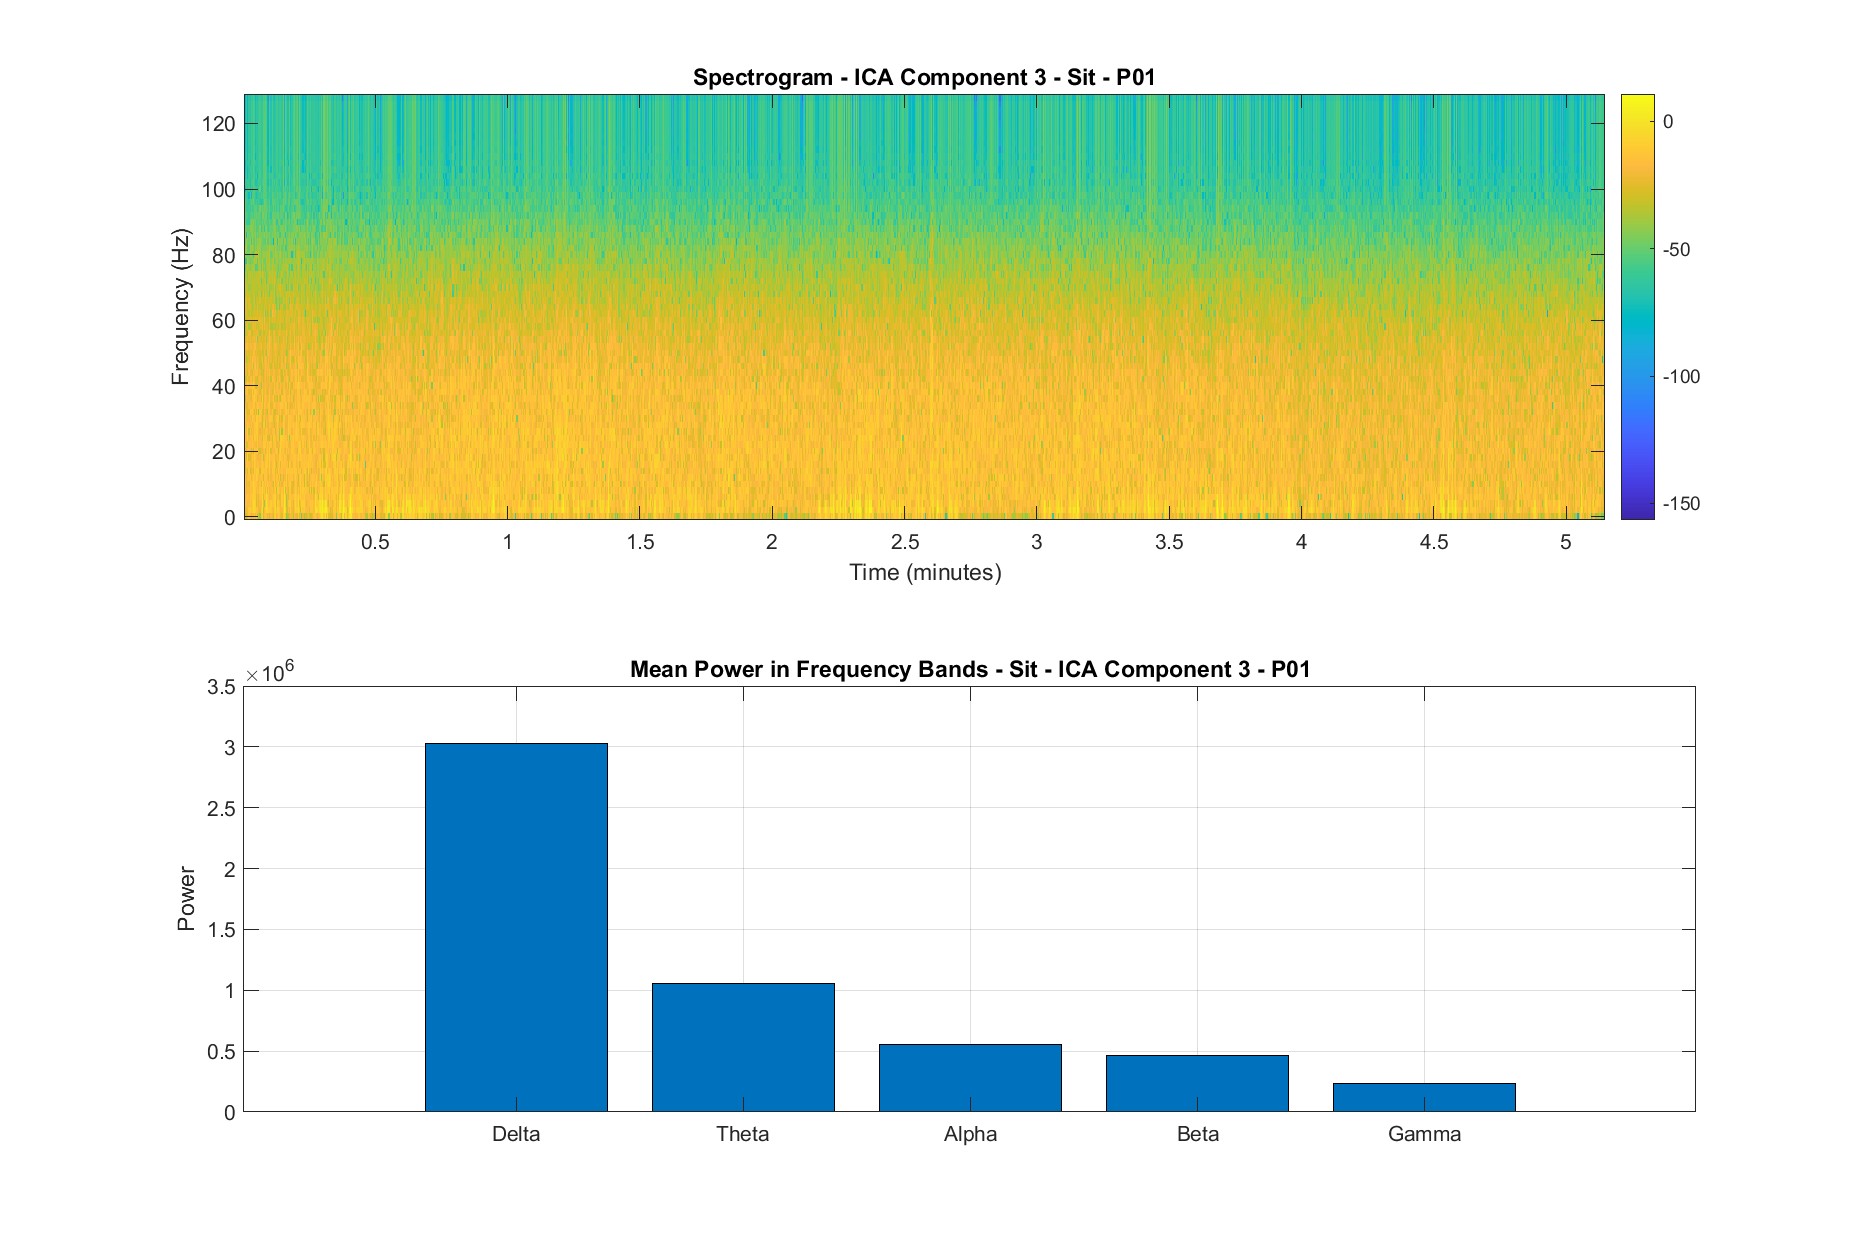 Spectrogram - ICA Component 3 - Sit - P01
Frequency (Hz)
120
100
80
60
40
20
0
0.5 1 1.5 2 2.5 3 3.5 4 4.5 5
Time (minutes)
0
-50
-100
-150
Mean Power in Frequency Bands - Sit - ICA Component 3 - P01
×10^6
Power
3.5
3
2.5
2
1.5
1
0.5
0
Delta Theta Alpha Beta Gamma